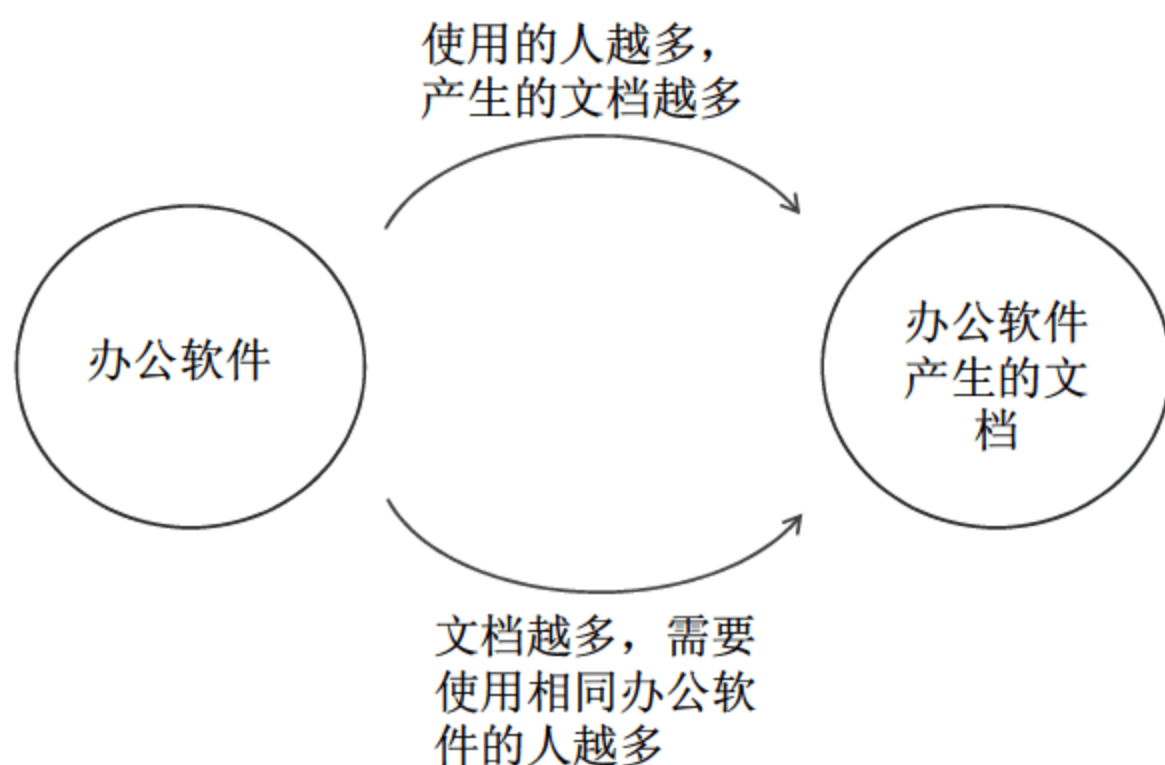 使用的人越多，
产生的文档越多
办公软件
办公软件
产生的文
档
文档越多，需要
使用相同办公软
件的人越多